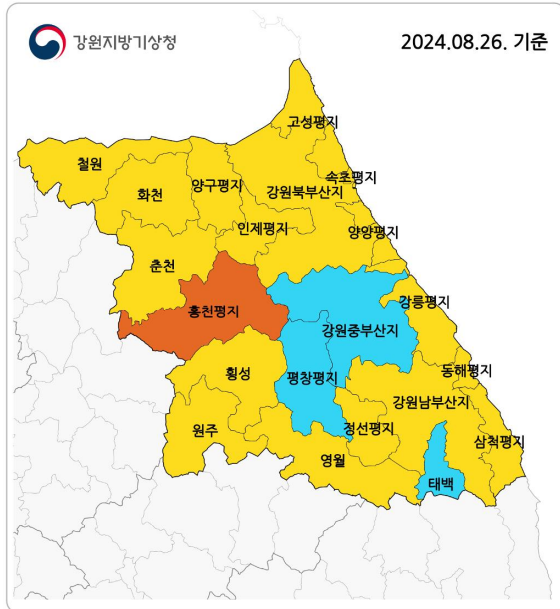 강원지방기상청
2024.08.26. 기준
고성평지
철원
양구평지
속초평지
화천
강원북부산지
인제평지
양양평지
춘천
강릉평지
홍천평지
강원중부산지
동해평지
횡성
평창평지
강원남부산지
원주
정선평지
삼척평지
영월
태백